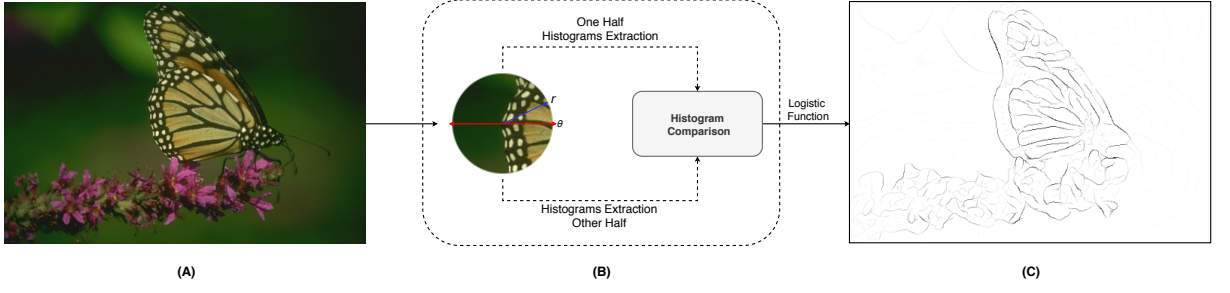 One Half
Histograms Extraction
r
θ
Histogram
Comparison
Logistic
Function
Histograms Extraction
Other Half
(A)
(B)
(C)